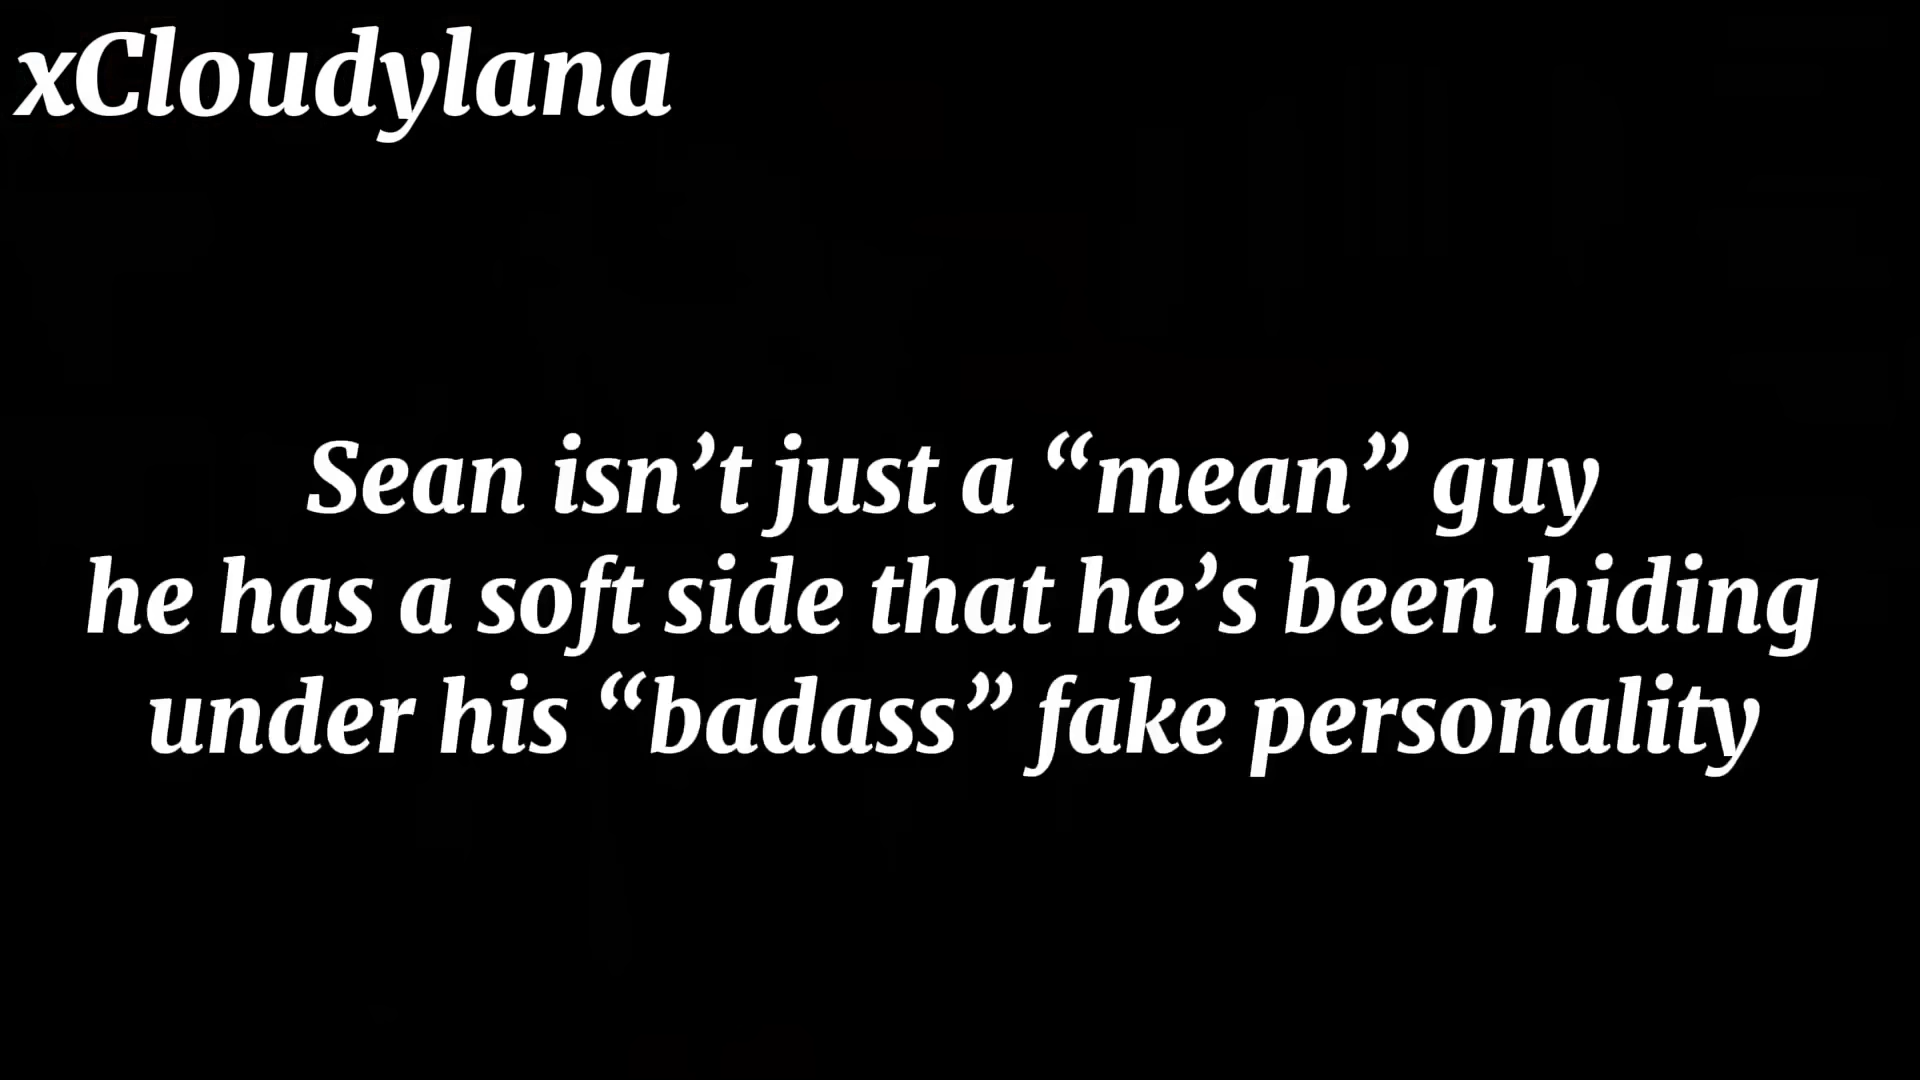 xCloudylana
Sean isn’t just a “mean” guy
he has a soft side that he’s been hiding
under his “badass” fake personality